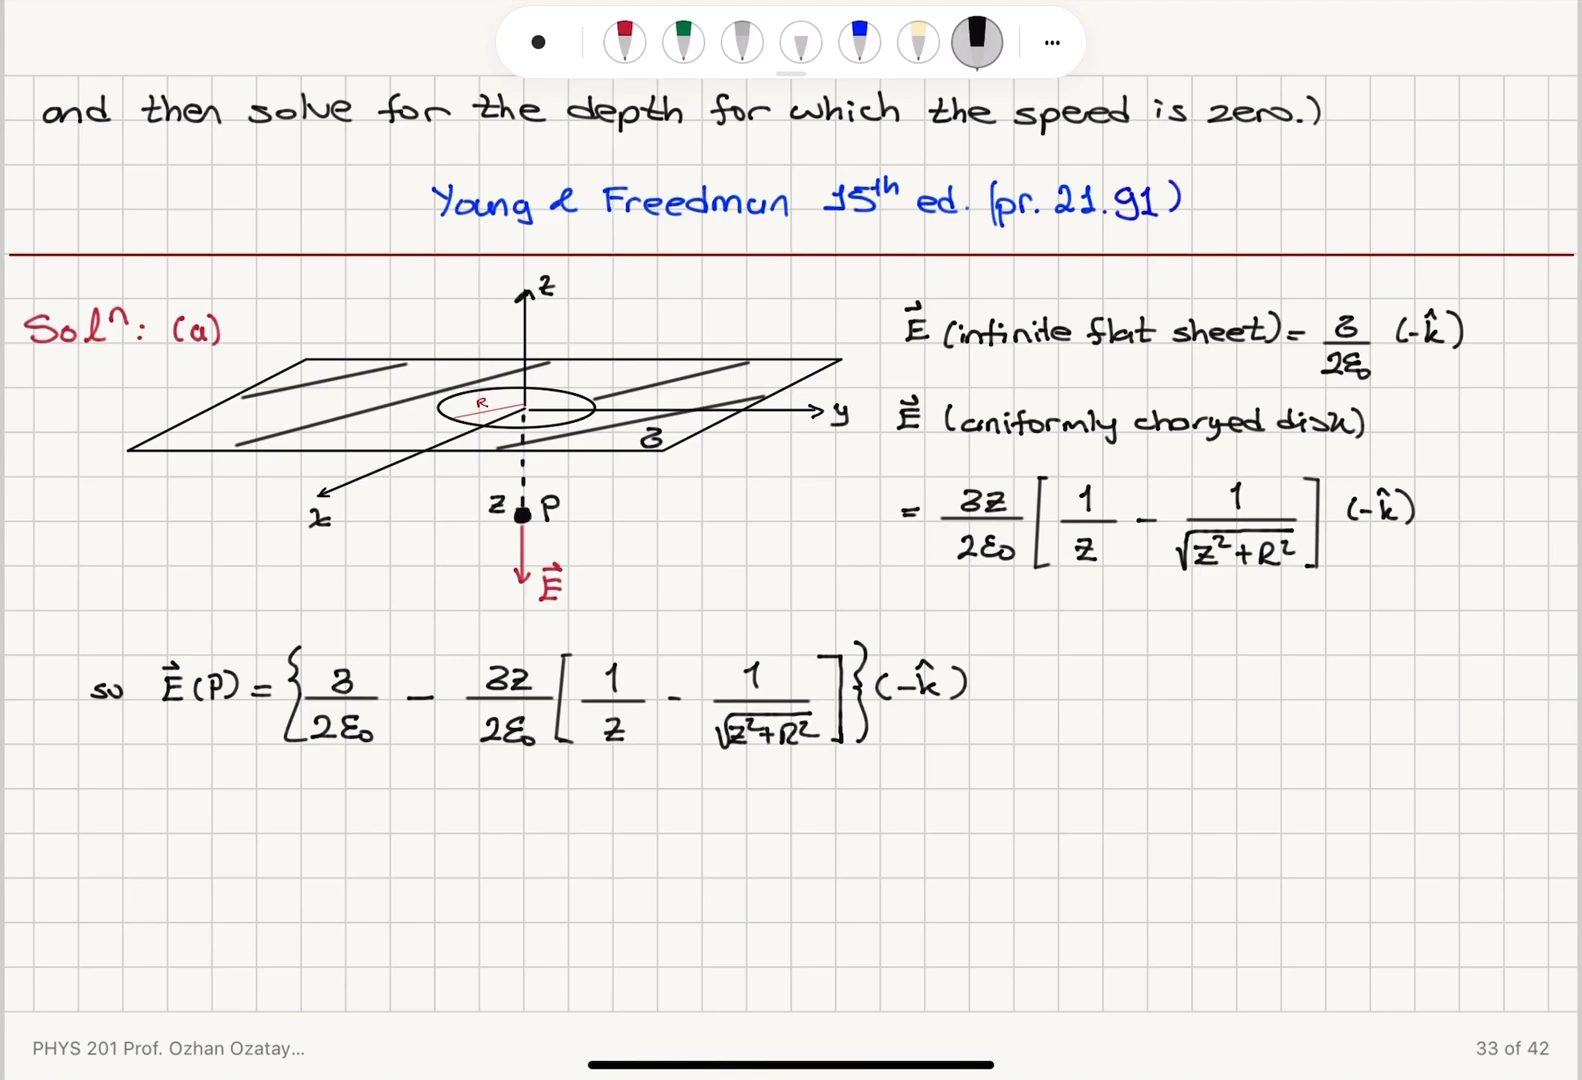 and then solve for the depth for which the speed is zero.)
Young & Freedman 15th ed. (pr. 21.91)
Solⁿ: (a)
z
R
y
σ
x
z P
E⃗
E⃗ (infinite flat sheet) = σ/2ε₀ (-k̂)
E⃗ (uniformly charged disk)
= σz/2ε₀ [1/z - 1/√(z²+R²)] (-k̂)
so E⃗(P) = {σ/2ε₀ - σz/2ε₀ [1/z - 1/√(z²+R²)]} (-k̂)
PHYS 201 Prof. Ozhan Ozatay...
33 of 42